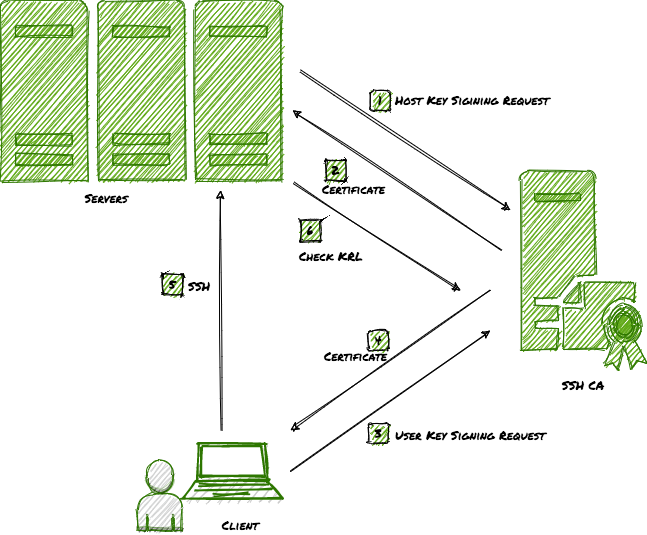 1 Host Key Signing Request
2
Certificate
Servers
6
Check KRL
5 SSH
4
Certificate
SSH CA
3 User Key Signing Request
Client